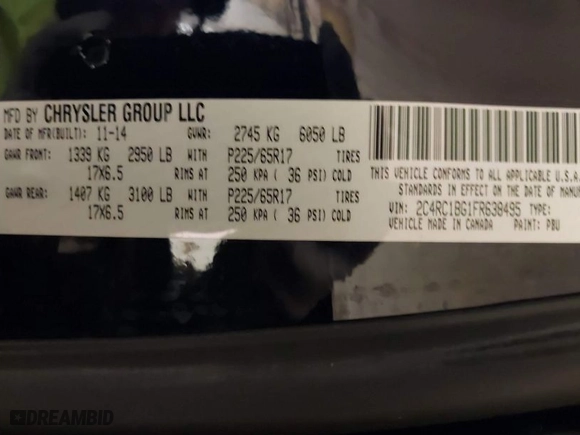 MFD BY CHRYSLER GROUP LLC
DATE OF MFR(BUILT): 11-14 GVWR: 2745 KG 6050 LB
GAWR FRONT: 1339 KG 2950 LB WITH P225/65R17 TIRES
17X6.5 RIMS AT 250 KPA ( 36 PSI) COLD
GAWR REAR: 1407 KG 3100 LB WITH P225/65R17 TIRES
17X6.5 RIMS AT 250 KPA ( 36 PSI) COLD
THIS VEHICLE CONFORMS TO ALL APPLICABLE U.S.A.
STANDARDS IN EFFECT ON THE DATE OF MANUF
VIN: 2C4RC1BG1FR638495 TYPE:
VEHICLE MADE IN CANADA PAINT: PBU
DREAMBID